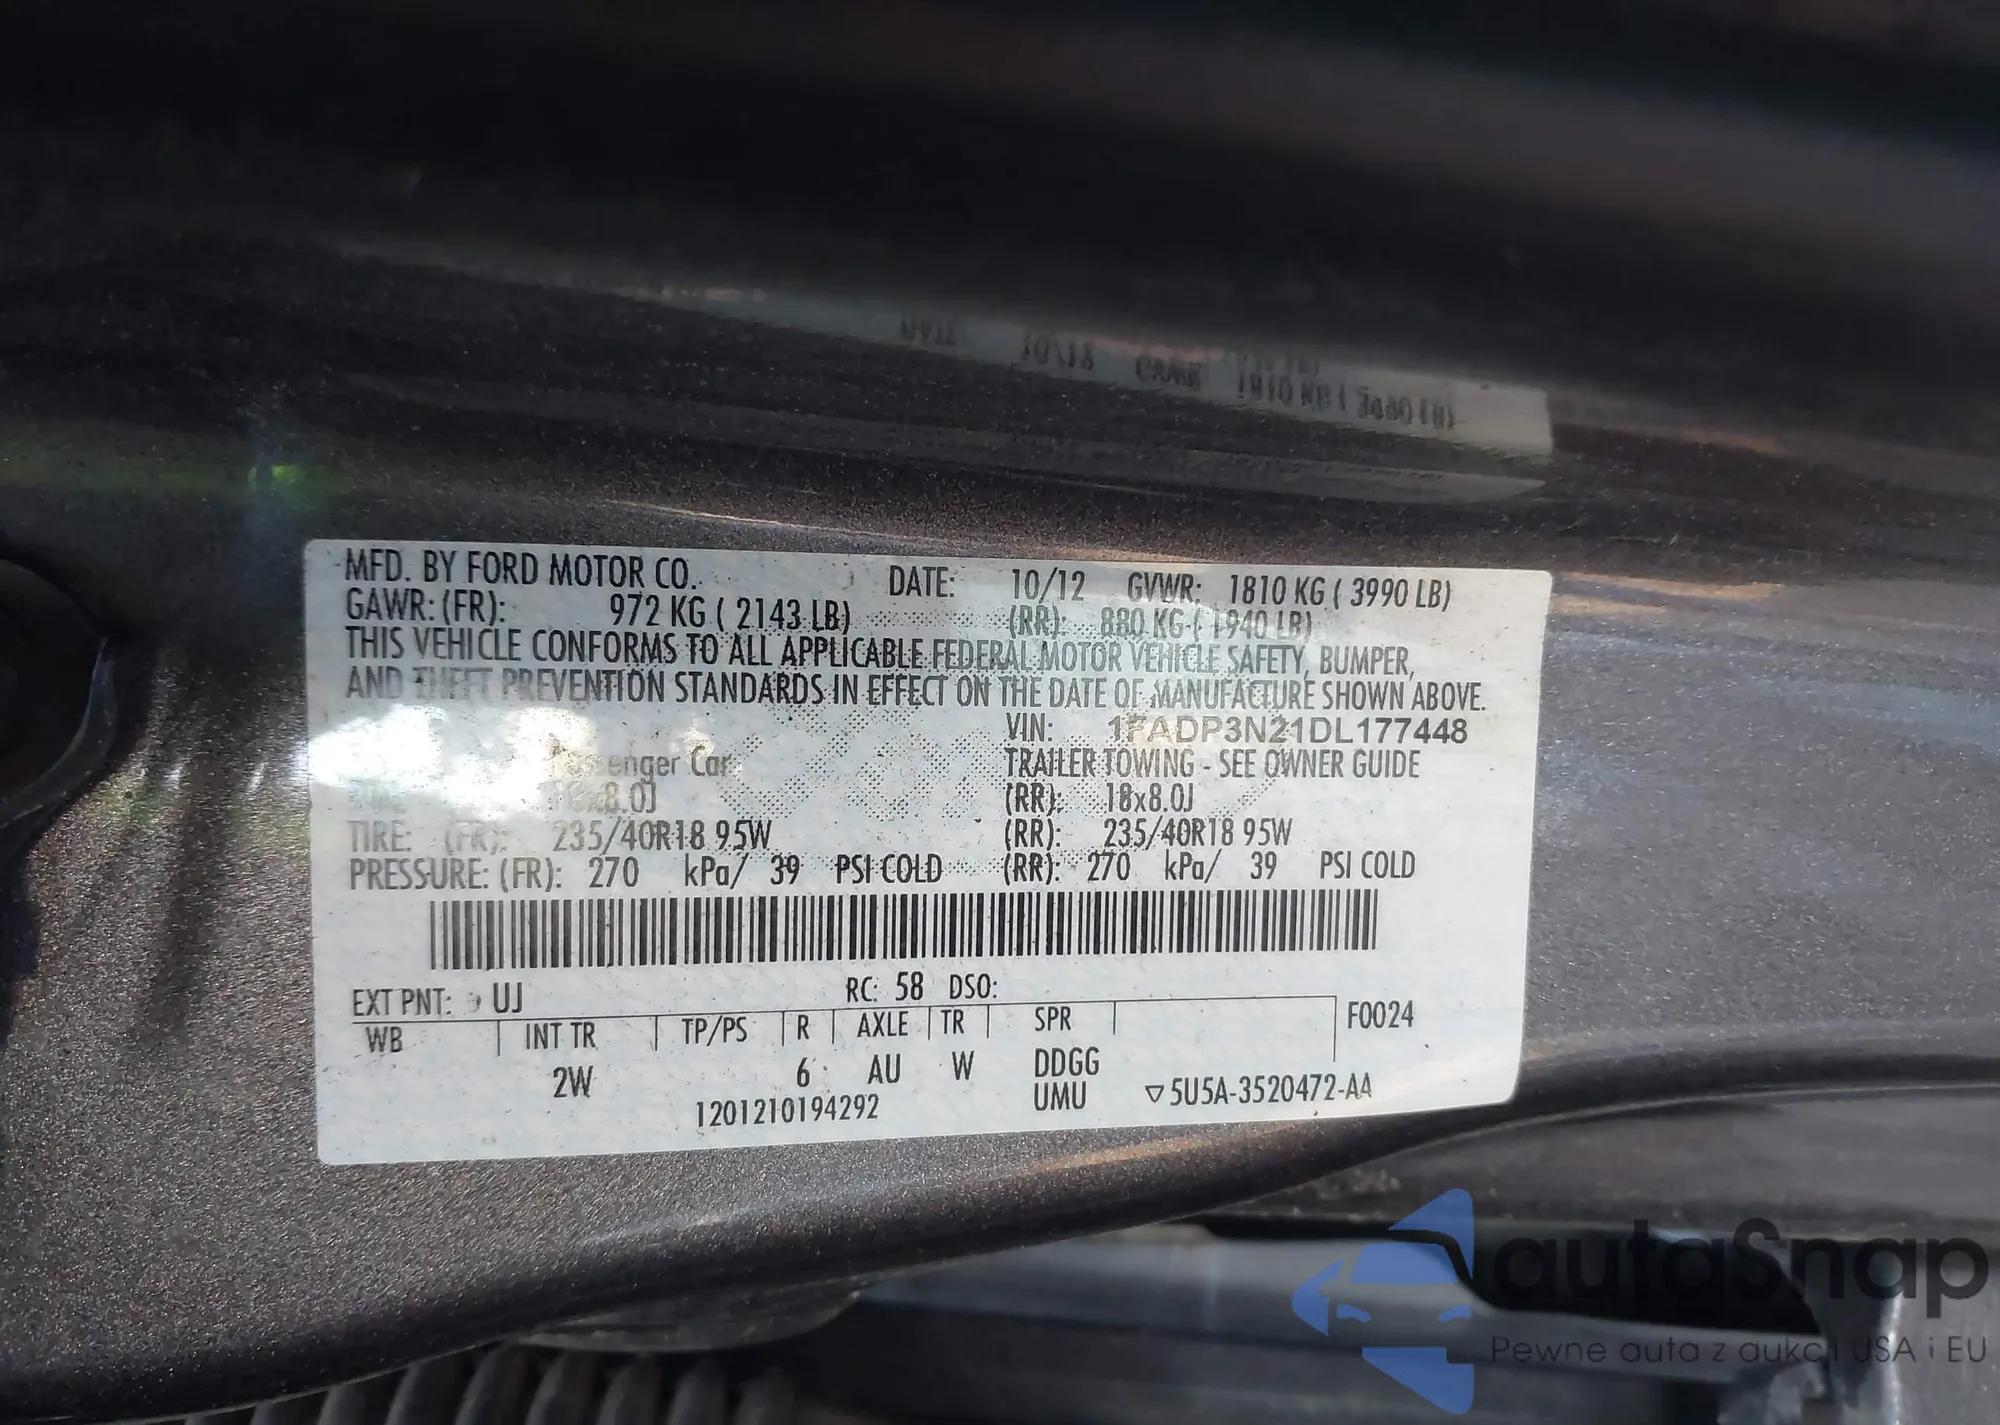 MFD. BY FORD MOTOR CO. DATE: 10/12 GVWR: 1810 KG ( 3990 LB)
GAWR: (FR): 972 KG ( 2143 LB) (RR): 880 KG ( 1940 LB)
THIS VEHICLE CONFORMS TO ALL APPLICABLE FEDERAL MOTOR VEHICLE SAFETY, BUMPER,
AND THEFT PREVENTION STANDARDS IN EFFECT ON THE DATE OF MANUFACTURE SHOWN ABOVE.
VIN: 1FADP3N21DL177448
Passenger Car TRAILER TOWING - SEE OWNER GUIDE
18x8.0J (RR): 18x8.0J
TIRE: (FR): 235/40R18 95W (RR): 235/40R18 95W
PRESSURE: (FR): 270 kPa/ 39 PSI COLD (RR): 270 kPa/ 39 PSI COLD
EXT PNT: UJ RC: 58 DSO:
WB INT TR TP/PS R AXLE TR SPR F0024
2W 6 AU W DDGG
1201210194292 UMU ▽5U5A-3520472-AA
autaSnap
Pewne auta z aukcji USA i EU